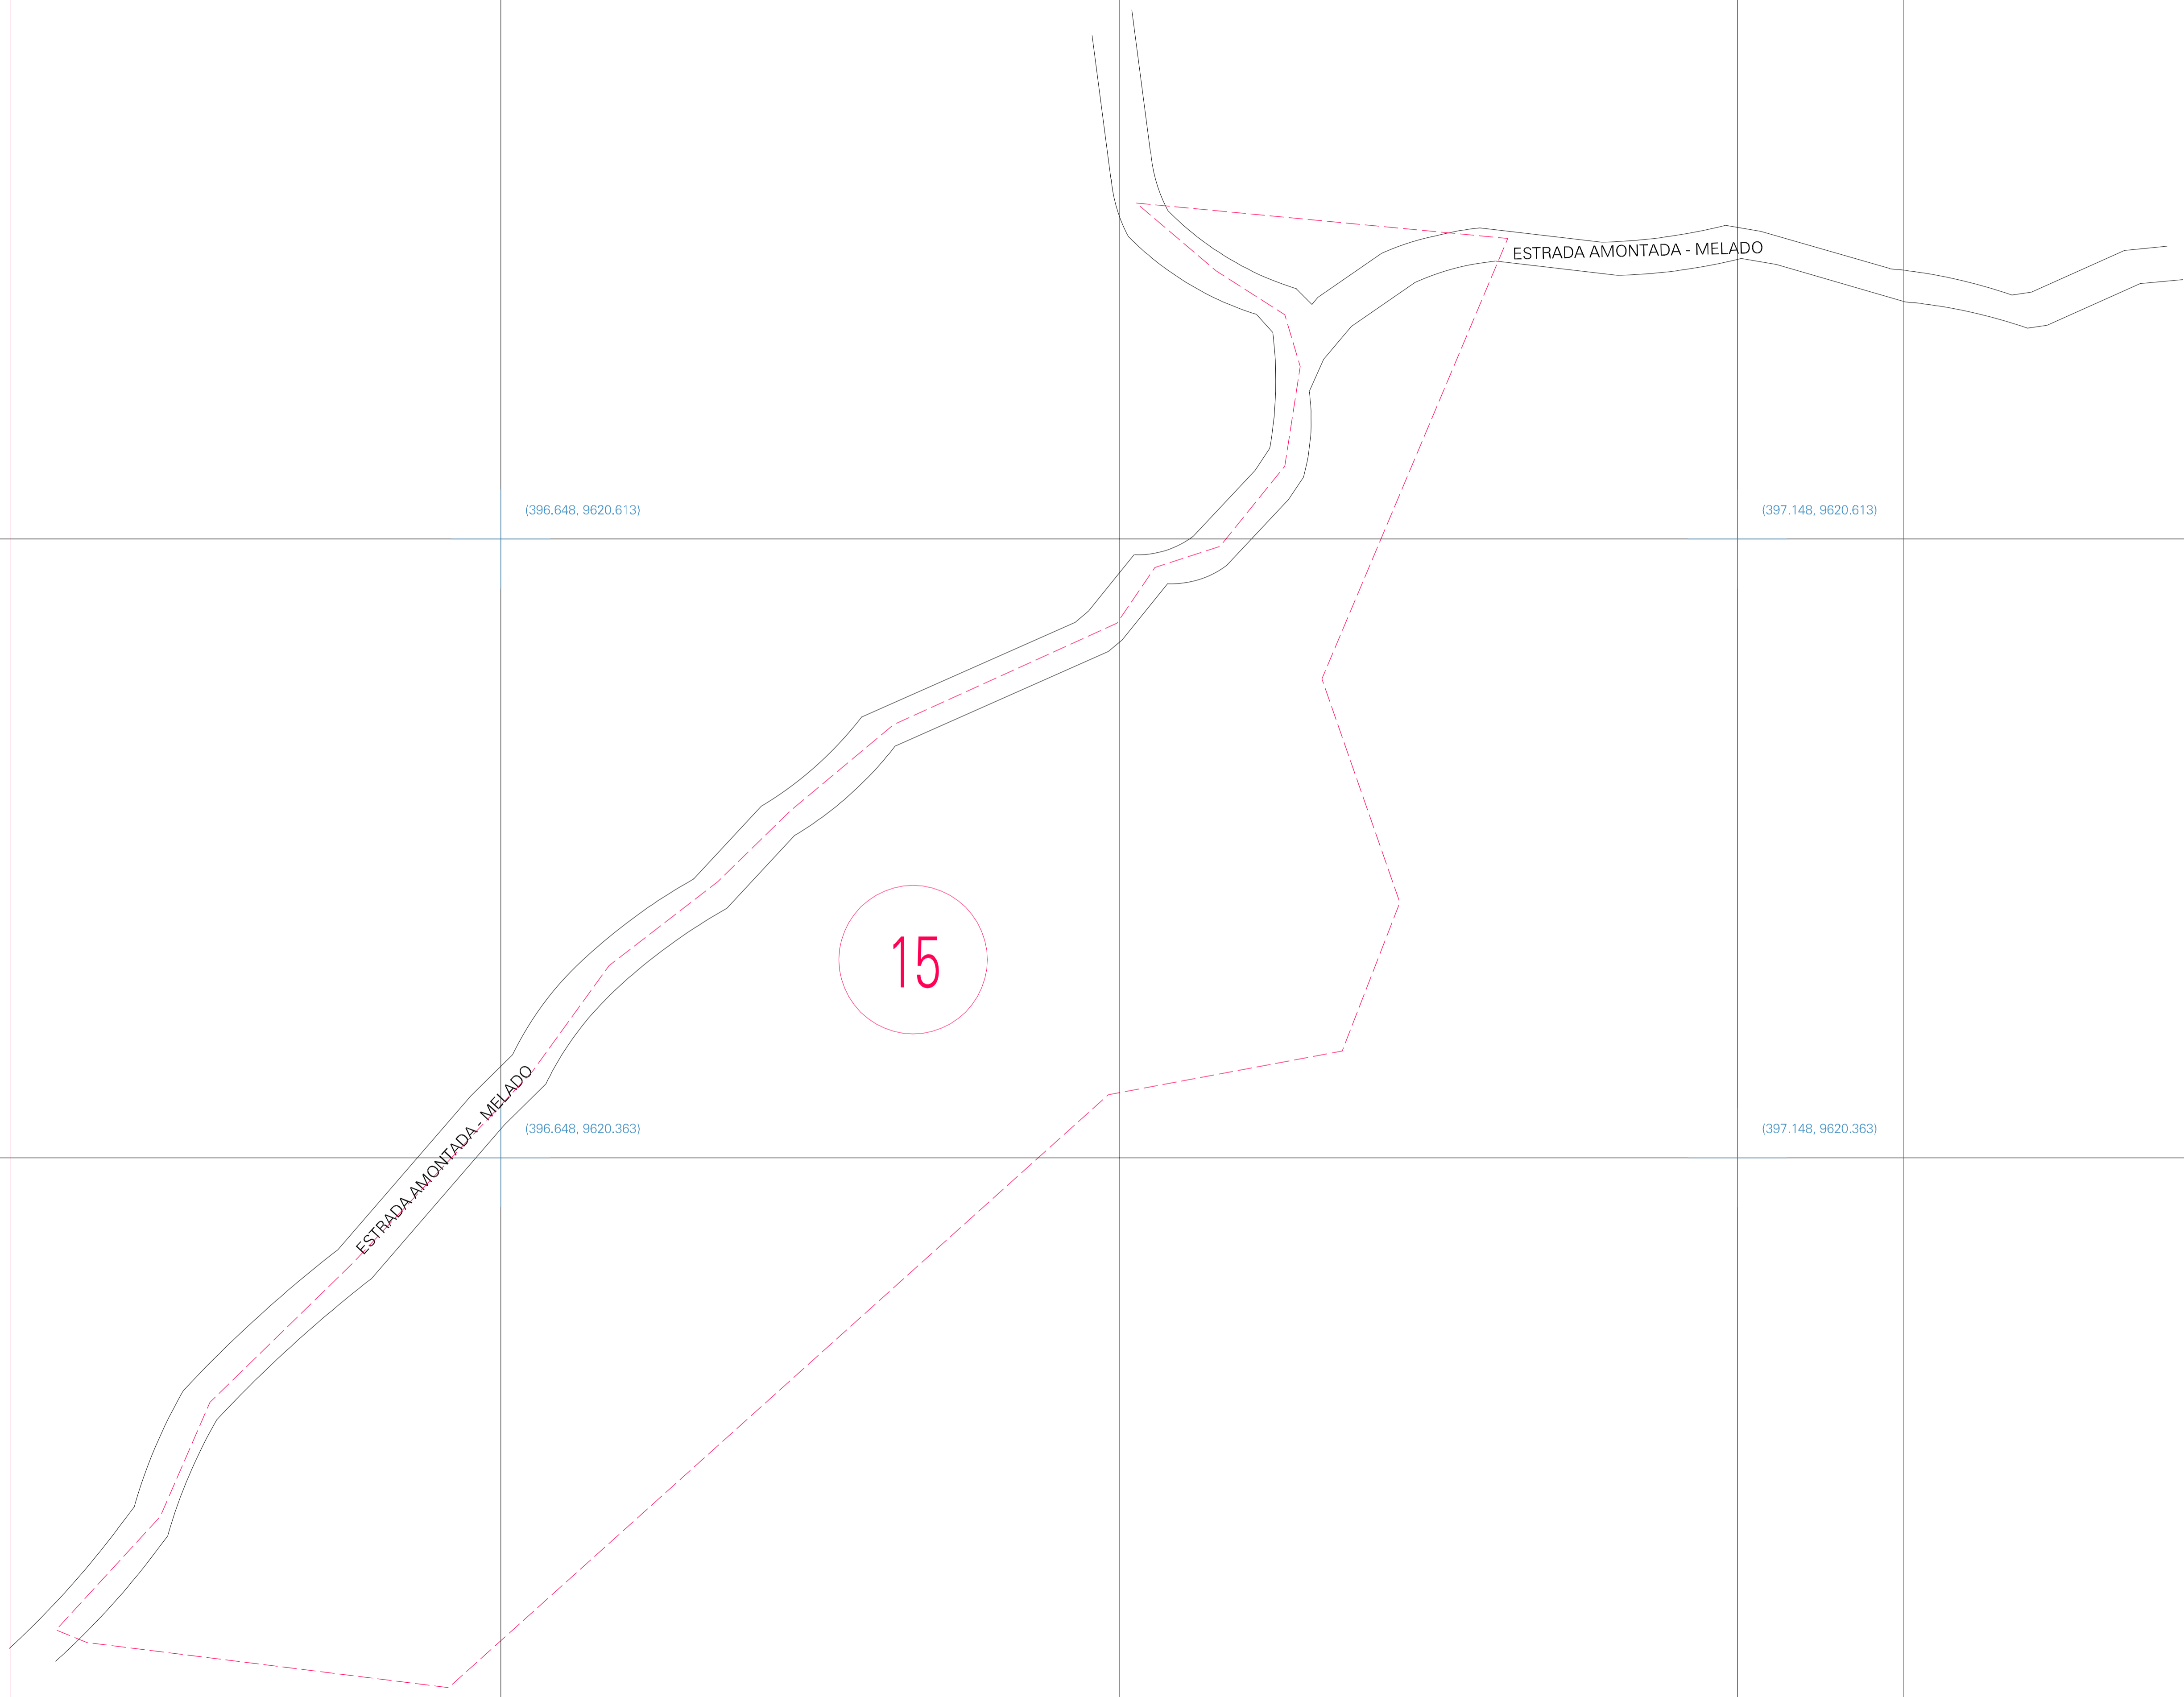 ESTRADA AMONTADA - MELADO
(396.648, 9620.613)
(397.148, 9620.613)
15
ESTRADA AMONTADA - MELADO
(396.648, 9620.363)
(397.148, 9620.363)